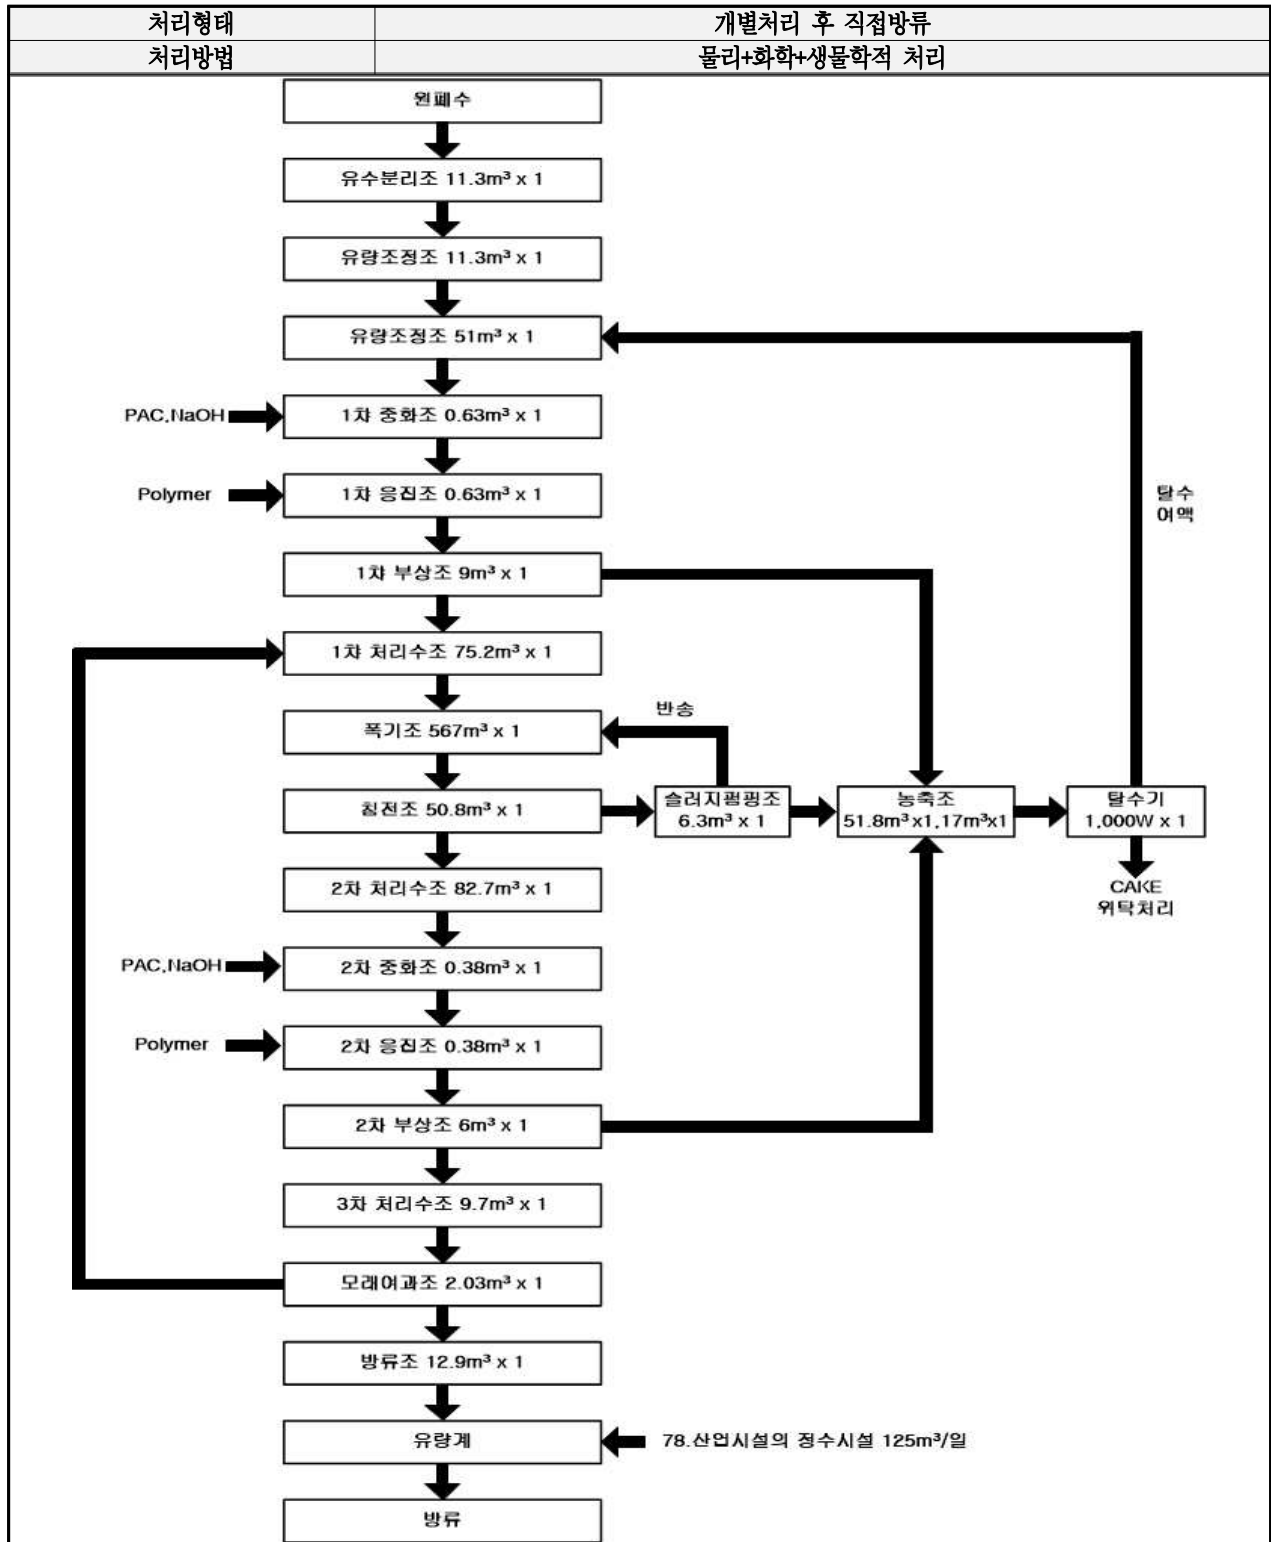 처리형태 개별처리 후 직접방류
처리방법 물리+화학+생물학적 처리
원폐수
유수분리조 11.3m³ x 1
유량조정조 11.3m³ x 1
유량조정조 51m³ x 1
PAC,NaOH
1차 중화조 0.63m³ x 1
Polymer
1차 응집조 0.63m³ x 1
탈수
여액
1차 부상조 9m³ x 1
1차 처리수조 75.2m³ x 1
반송
폭기조 567m³ x 1
침전조 50.8m³ x 1
슬러지펌핑조
6.3m³ x 1
농축조
51.8m³x1,17m³x1
탈수기
1,000W x 1
CAKE
위탁처리
2차 처리수조 82.7m³ x 1
PAC,NaOH
2차 중화조 0.38m³ x 1
Polymer
2차 응집조 0.38m³ x 1
2차 부상조 6m³ x 1
3차 처리수조 9.7m³ x 1
모래여과조 2.03m³ x 1
방류조 12.9m³ x 1
유량계
78.산업시설의 정수시설 125m³/일
방류